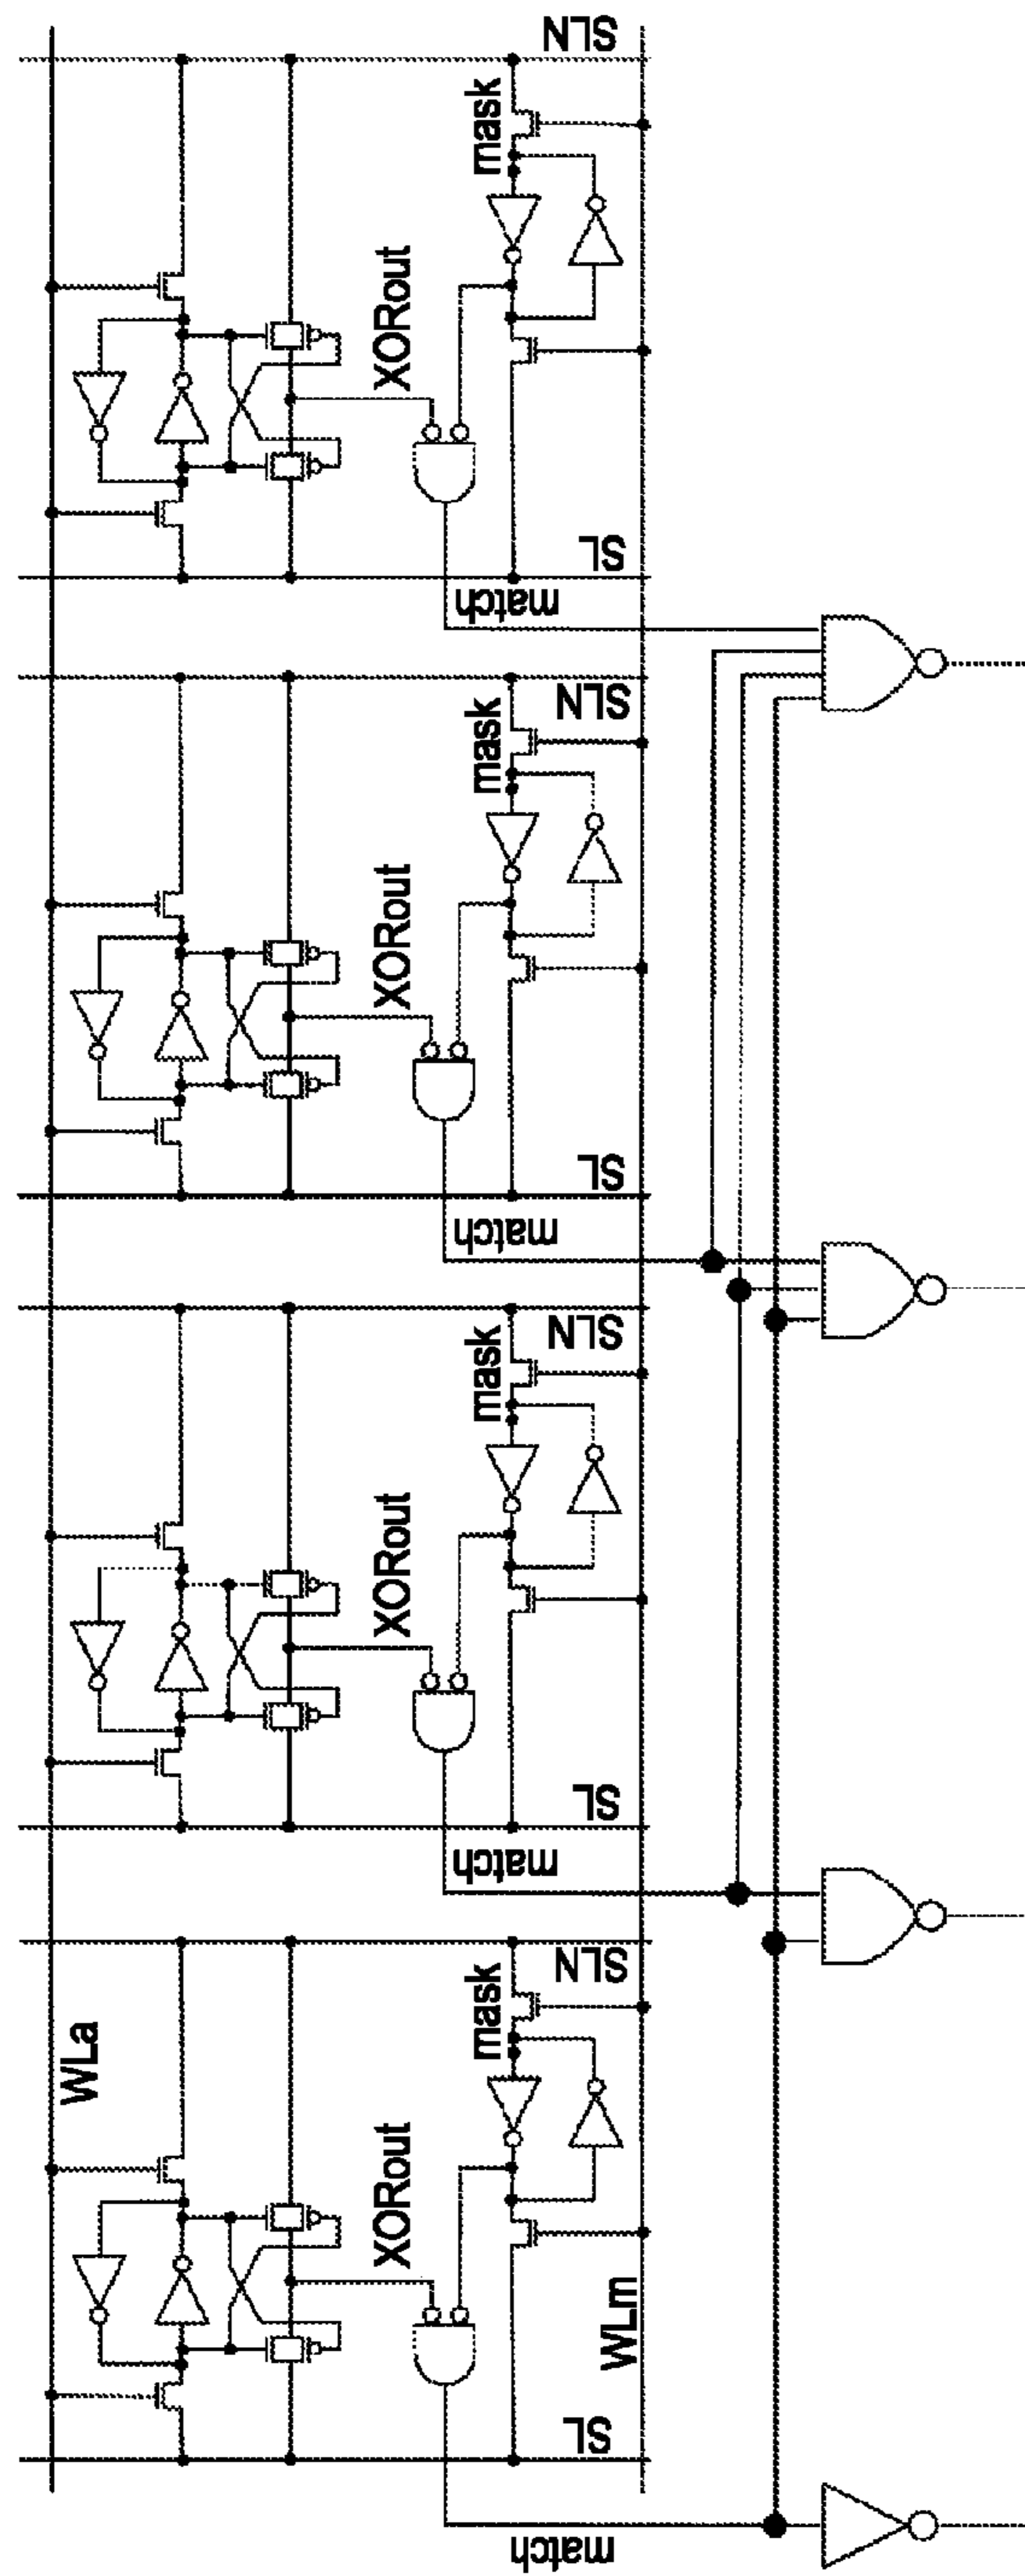 SLN
mask
XORout
SL
match
SLN
mask
XORout
SL
match
SLN
mask
XORout
SL
match
WLa
SLN
mask
XORout
WLm
SL
match